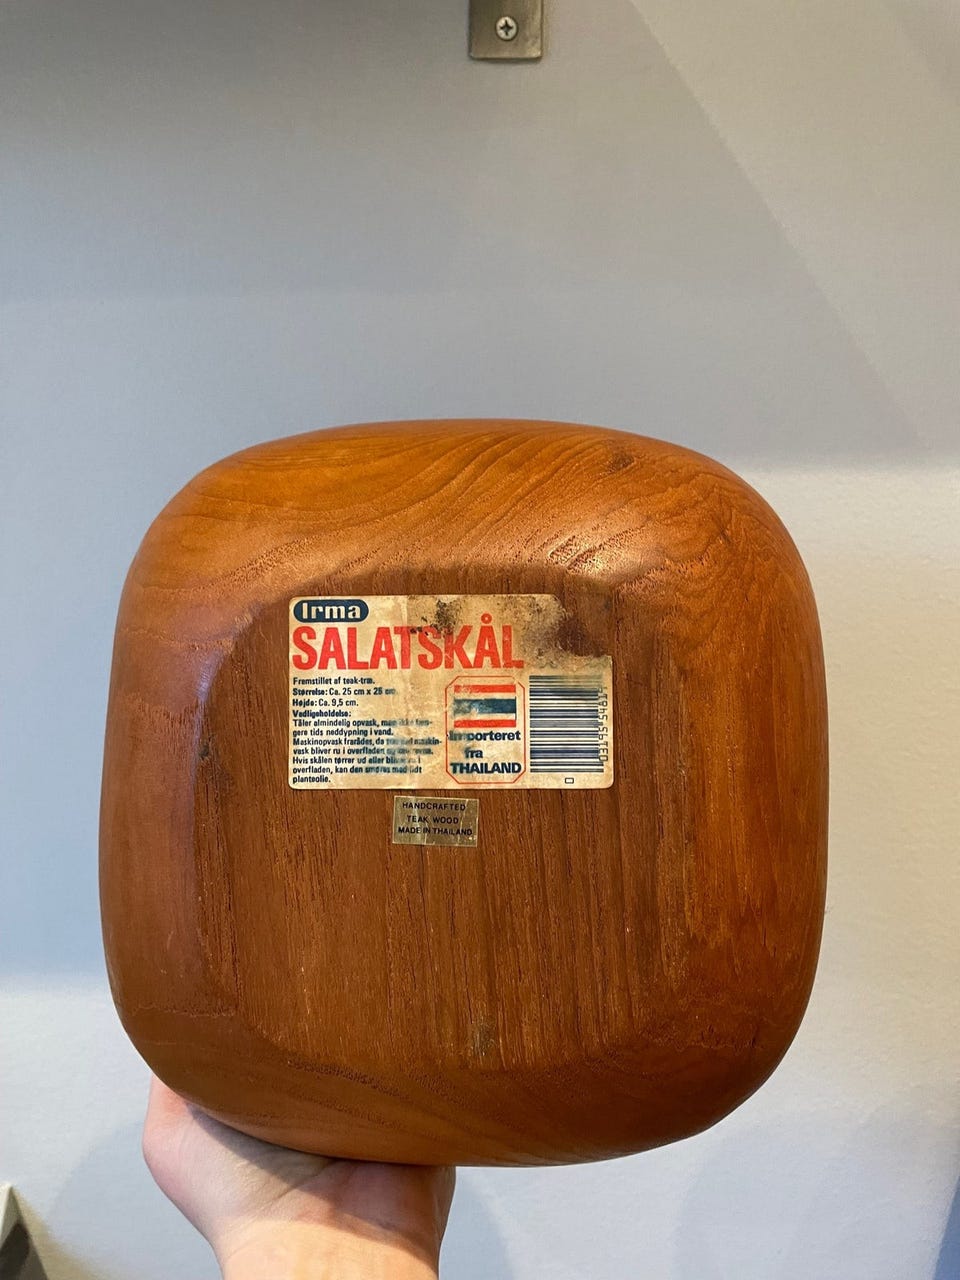 Irma
SALATSKÅL
Fremstillet af teak-træ.
Størrelse: Ca. 25 cm x 25 cm
Højde: Ca. 9,5 cm.
Vedligeholdelse:
Tåler almindelig opvask, men ikke læn-
gere tids neddypning i vand.
Maskinopvask frarådes, da træ ved maskin-
vask bliver ru i overfladen og kan revne.
Hvis skålen tørrer ud eller bliver ru i
overfladen, kan den smøres med lidt
planteolie.
Importeret
fra
THAILAND
HANDCRAFTED
TEAK WOOD
MADE IN THAILAND